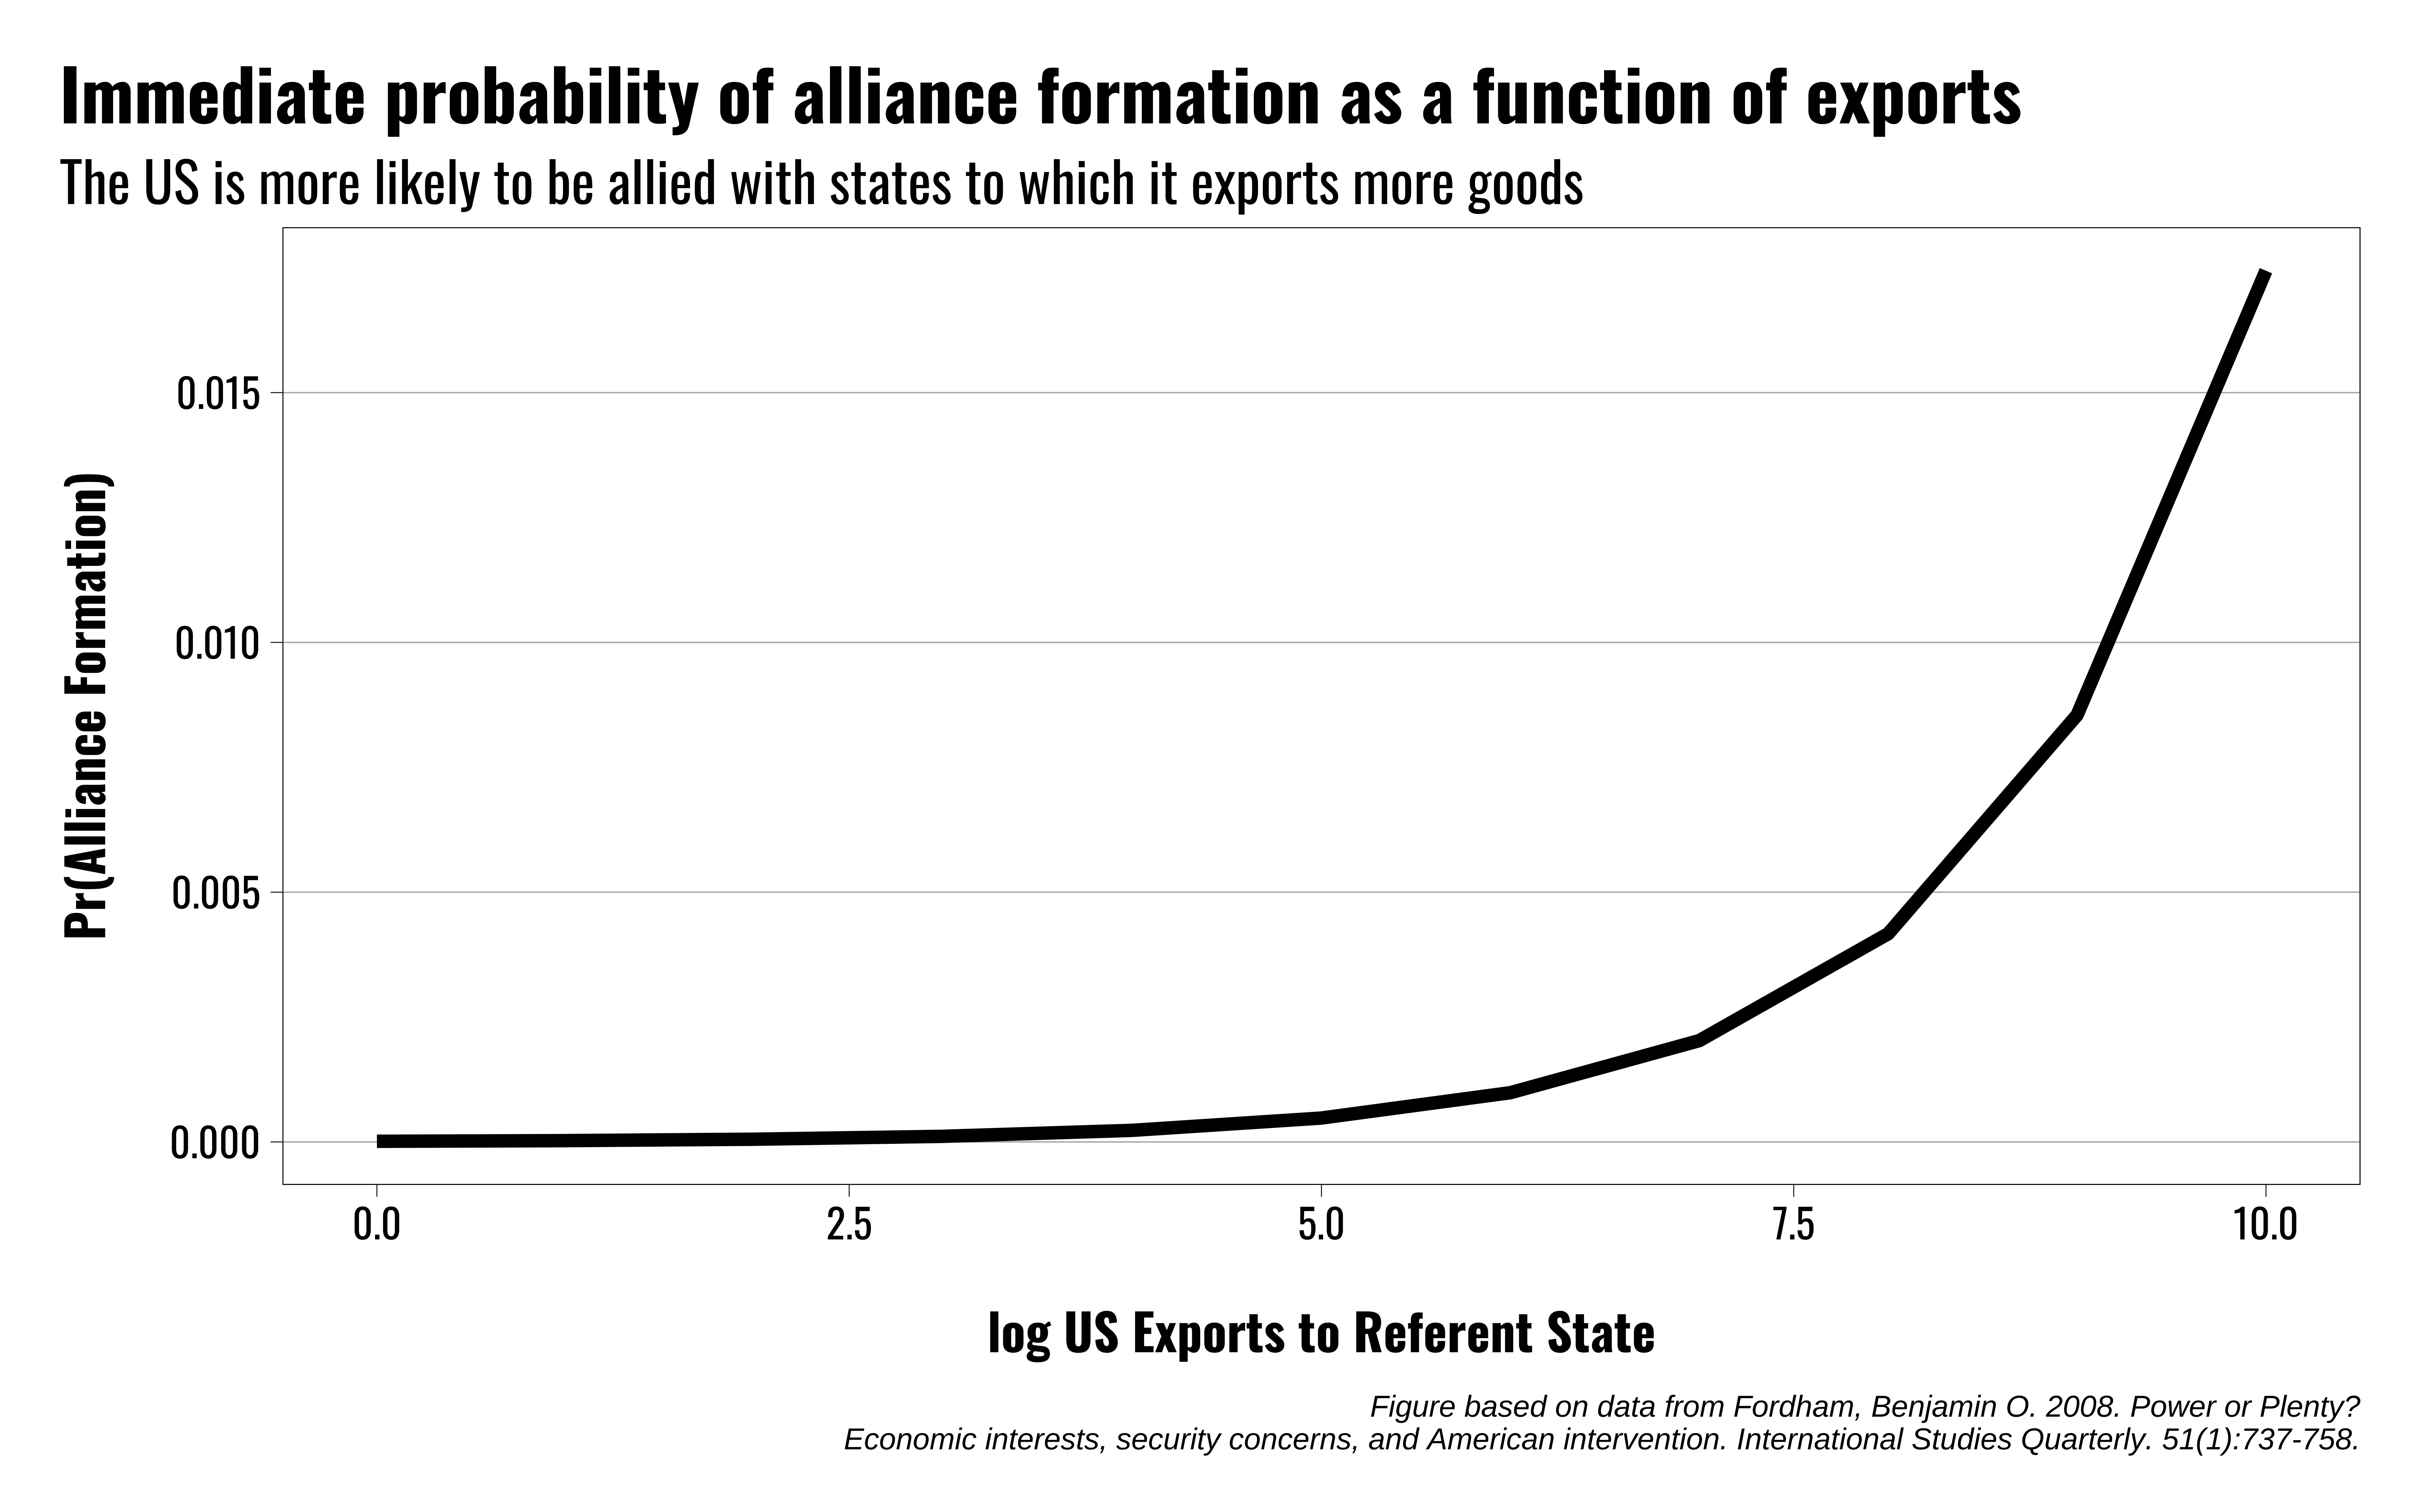 Immediate probability of alliance formation as a function of exports
The US is more likely to be allied with states to which it exports more goods
Pr(Alliance Formation)
0.015
0.010
0.005
0.000
0.0 2.5 5.0 7.5 10.0
log US Exports to Referent State
Figure based on data from Fordham, Benjamin O. 2008. Power or Plenty?
Economic interests, security concerns, and American intervention. International Studies Quarterly. 51(1):737-758.